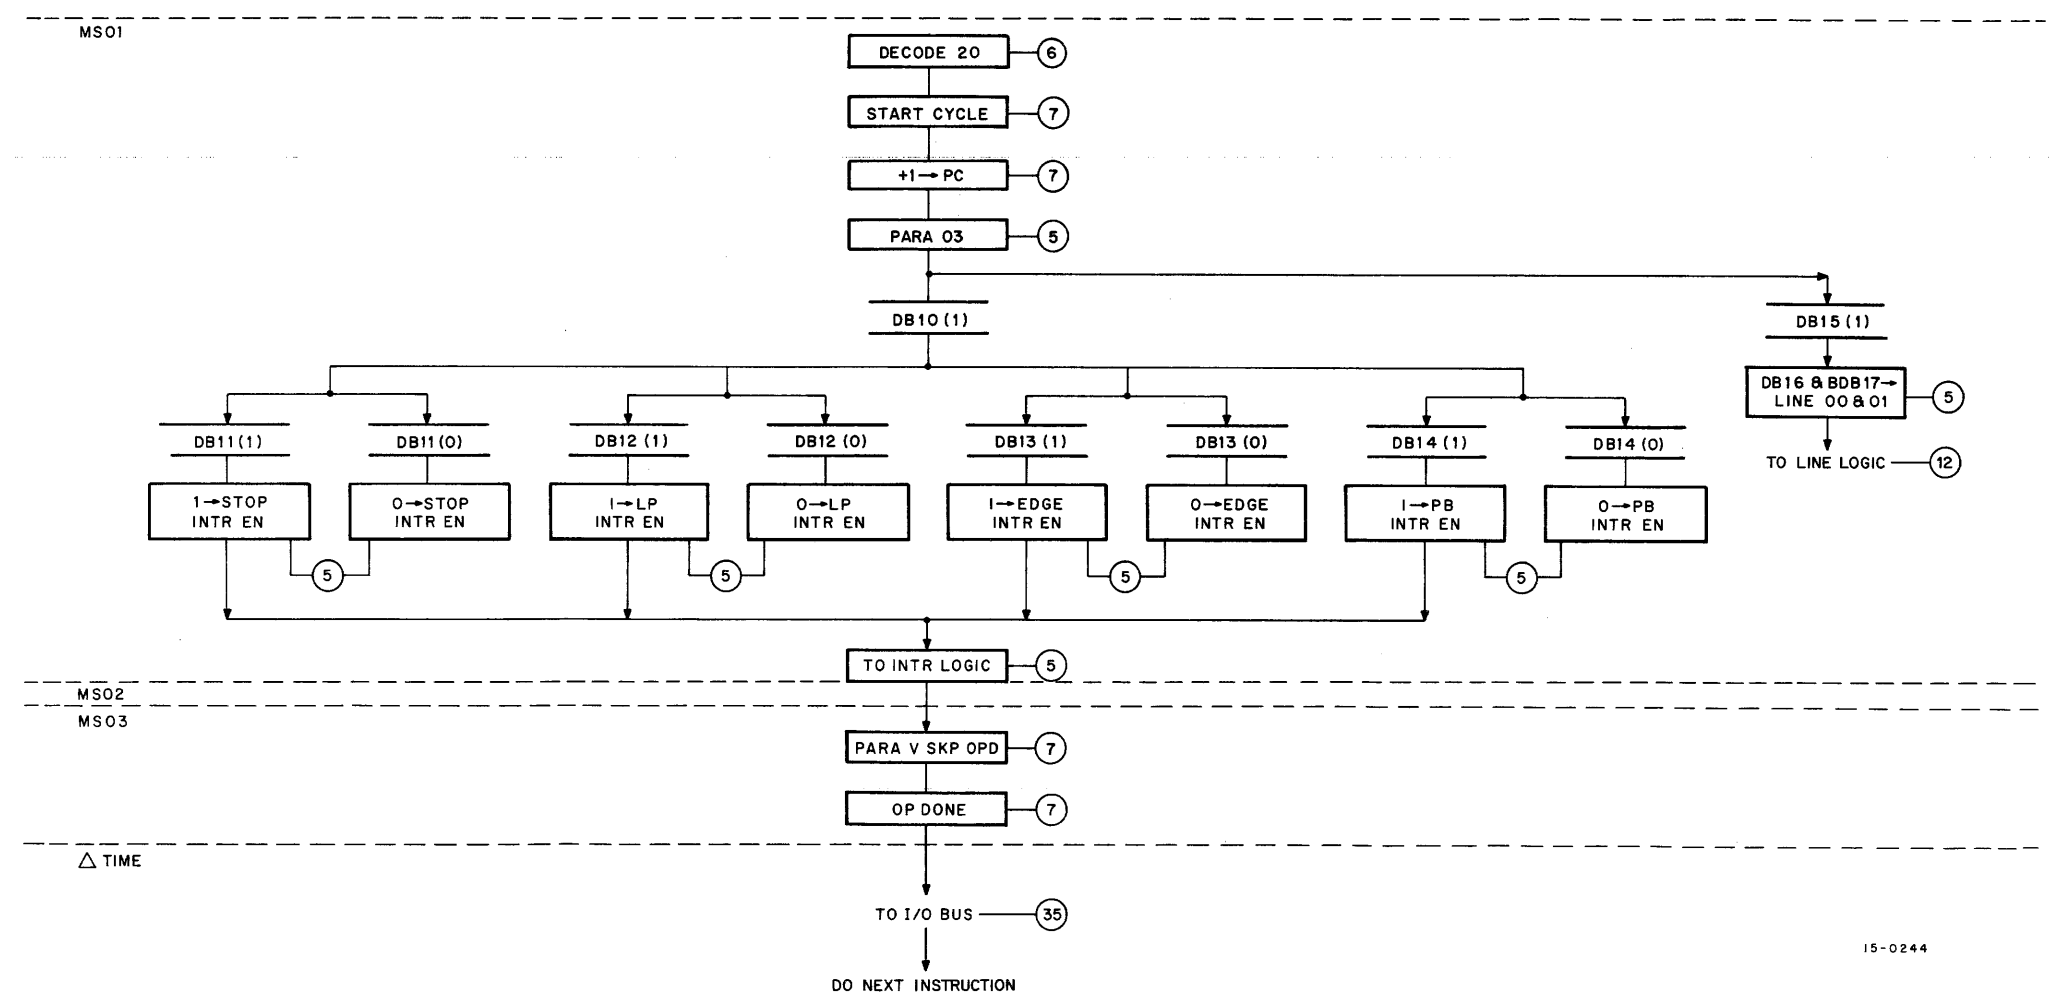 MS01
DECODE 20 6
START CYCLE 7
+1→PC 7
PARA 03 5
DB10(1)
DB15(1)
DB16 & BDB17→
LINE 00&01
5
TO LINE LOGIC 12
DB11(1) DB11(0) DB12(1) DB12(0) DB13(1) DB13(0) DB14(1) DB14(0)
1→STOP
INTR EN
0→STOP
INTR EN
1→LP
INTR EN
0→LP
INTR EN
1→EDGE
INTR EN
0→EDGE
INTR EN
1→PB
INTR EN
0→PB
INTR EN
5 5 5 5
TO INTR LOGIC 5
MS02
MS03
PARA V SKP OPD 7
OP DONE 7
△ TIME
TO I/O BUS 35
15-0244
DO NEXT INSTRUCTION